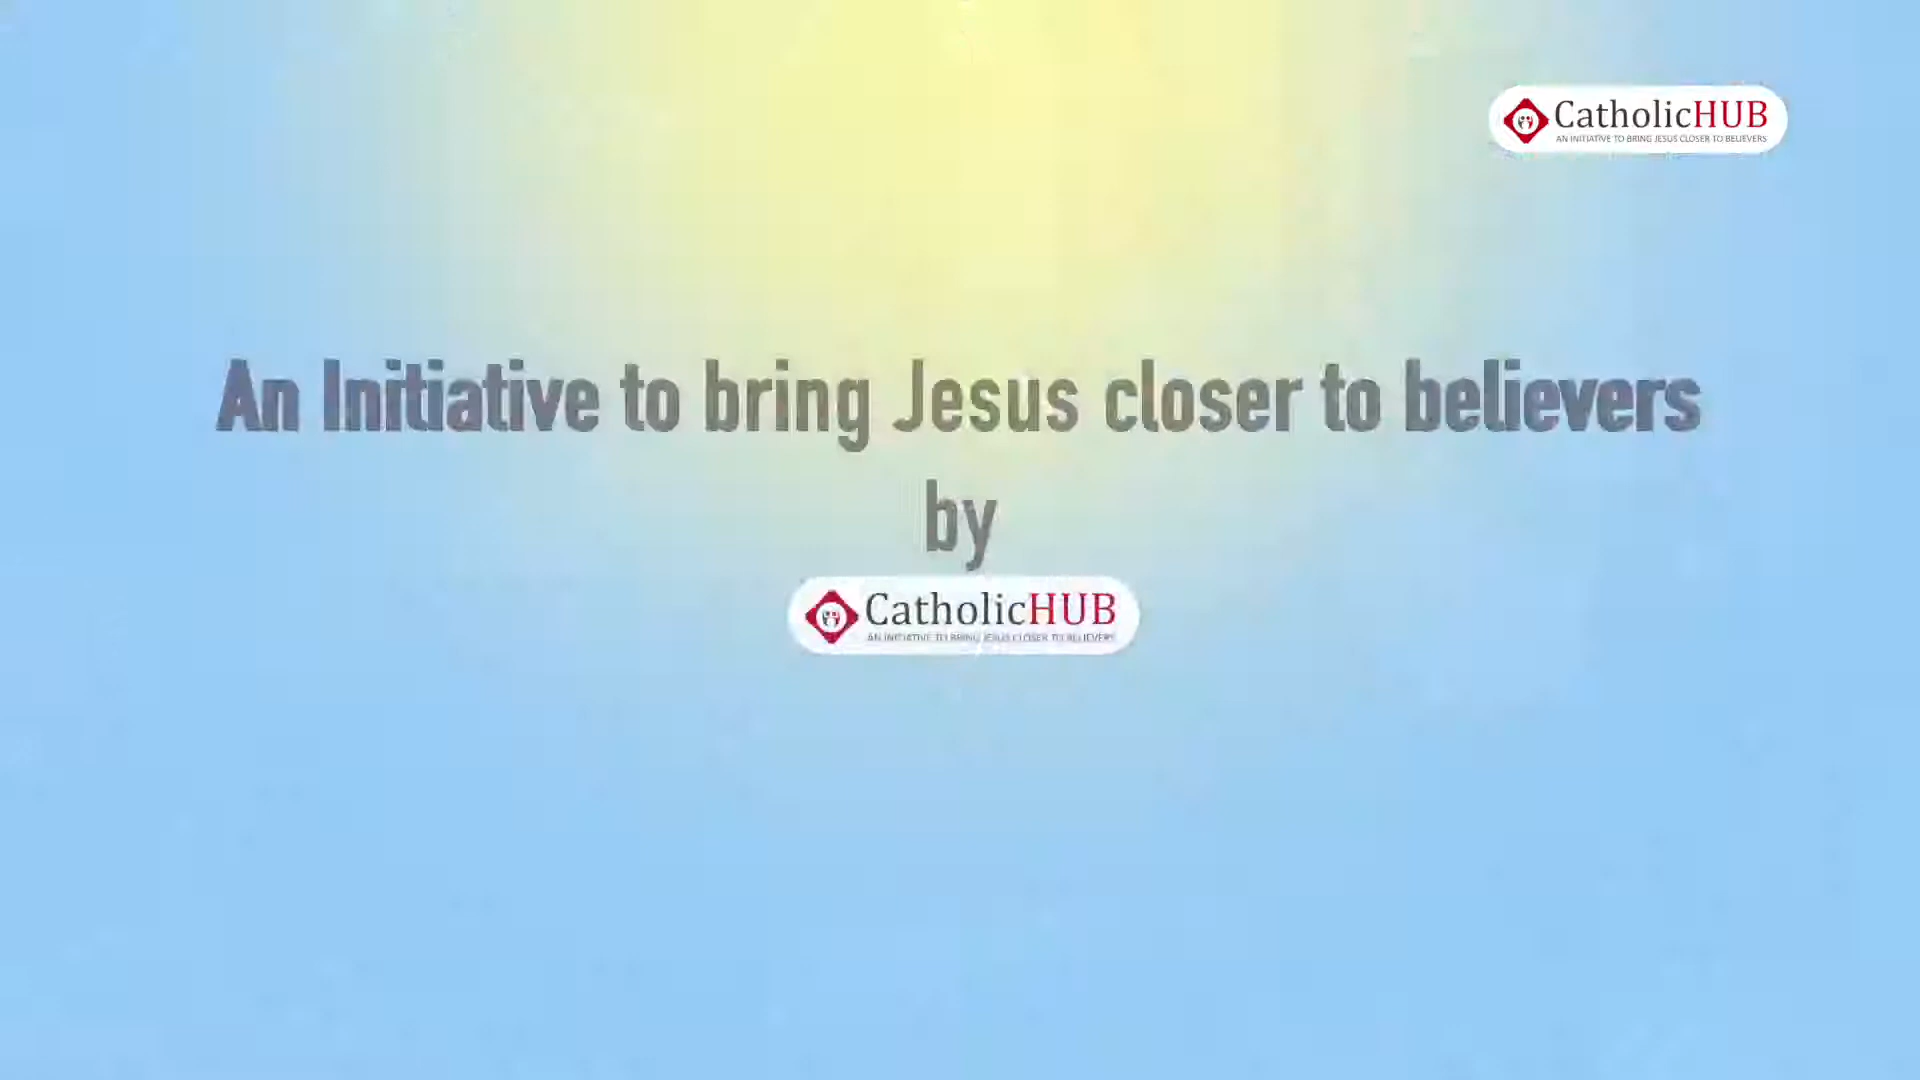 CatholicHUB
AN INITIATIVE TO BRING JESUS CLOSER TO BELIEVERS
An Initiative to bring Jesus closer to believers
by
CatholicHUB
AN INITIATIVE TO BRING JESUS CLOSER TO BELIEVERS